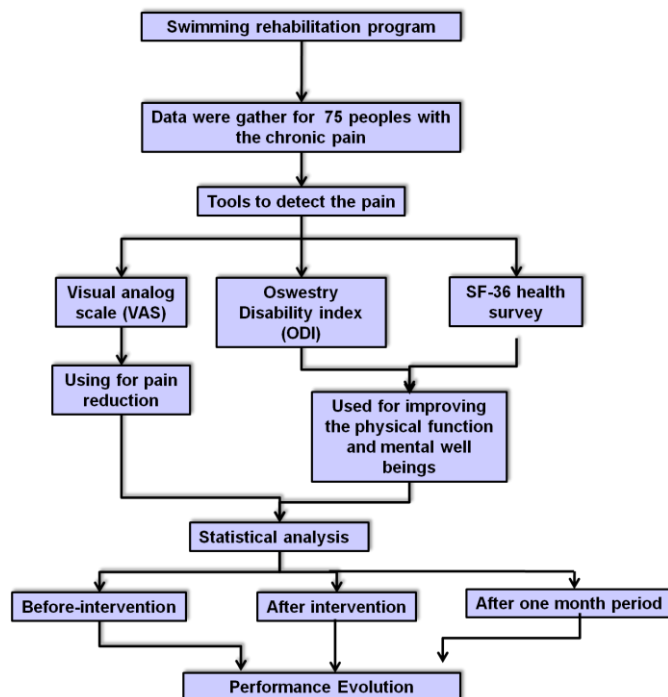 Swimming rehabilitation program
Data were gather for 75 peoples with
the chronic pain
Tools to detect the pain
Visual analog
scale (VAS)
Oswestry
Disability index
(ODI)
SF-36 health
survey
Using for pain
reduction
Used for improving
the physical function
and mental well
beings
Statistical analysis
Before-intervention
After intervention
After one month period
Performance Evolution